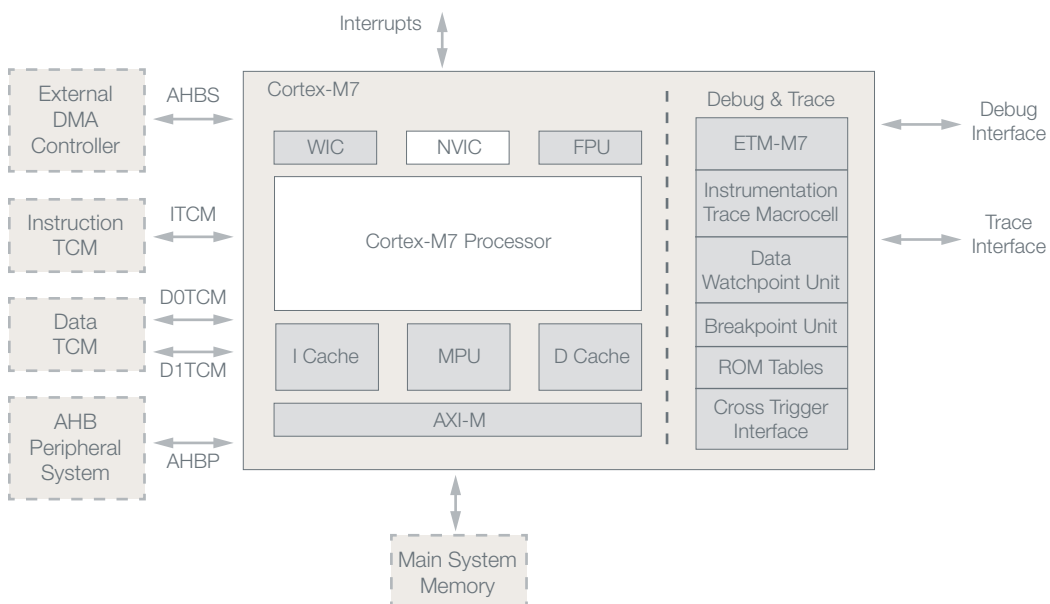 Interrupts
External
DMA
Controller
AHBS
Instruction
TCM
ITCM
Data
TCM
D0TCM
D1TCM
AHB
Peripheral
System
AHBP
Cortex-M7
WIC
NVIC
FPU
Cortex-M7 Processor
I Cache
MPU
D Cache
AXI-M
Debug & Trace
ETM-M7
Instrumentation
Trace Macrocell
Data
Watchpoint Unit
Breakpoint Unit
ROM Tables
Cross Trigger
Interface
Debug
Interface
Trace
Interface
Main System
Memory